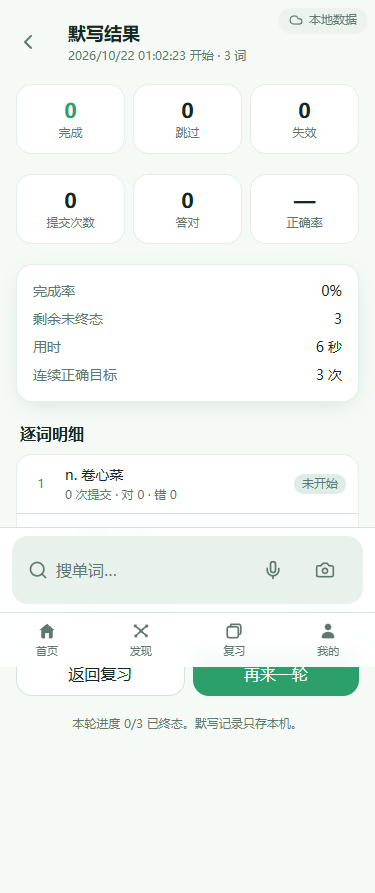 本地数据
默写结果
2026/10/22 01:02:23 开始 · 3 词
0
完成
0
跳过
0
失效
0
提交次数
0
答对
—
正确率
完成率 0%
剩余未终态 3
用时 6 秒
连续正确目标 3 次
逐词明细
1
n. 卷心菜
0 次提交 · 对 0 · 错 0
未开始
搜单词...
首页
发现
复习
我的
返回复习
再来一轮
本轮进度 0/3 已终态。默写记录只存本机。